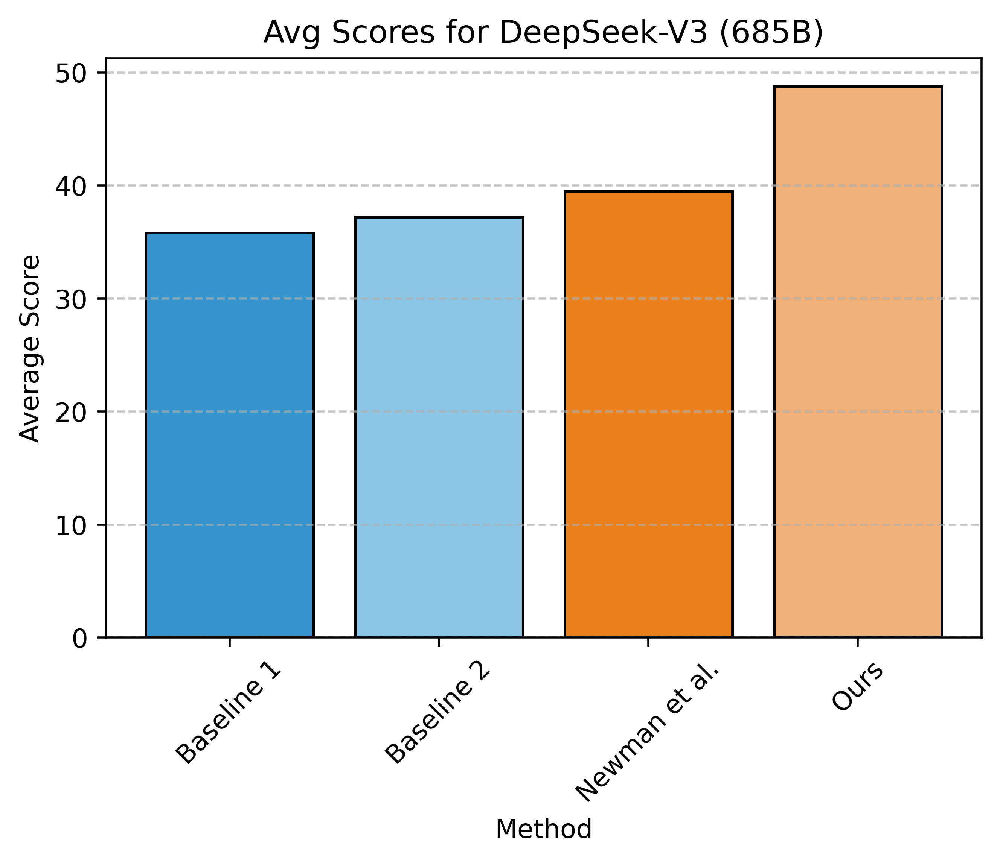 Avg Scores for DeepSeek-V3 (685B)
50
40
30
20
10
0
Average Score
Baseline 1
Baseline 2
Newman et al.
Ours
Method